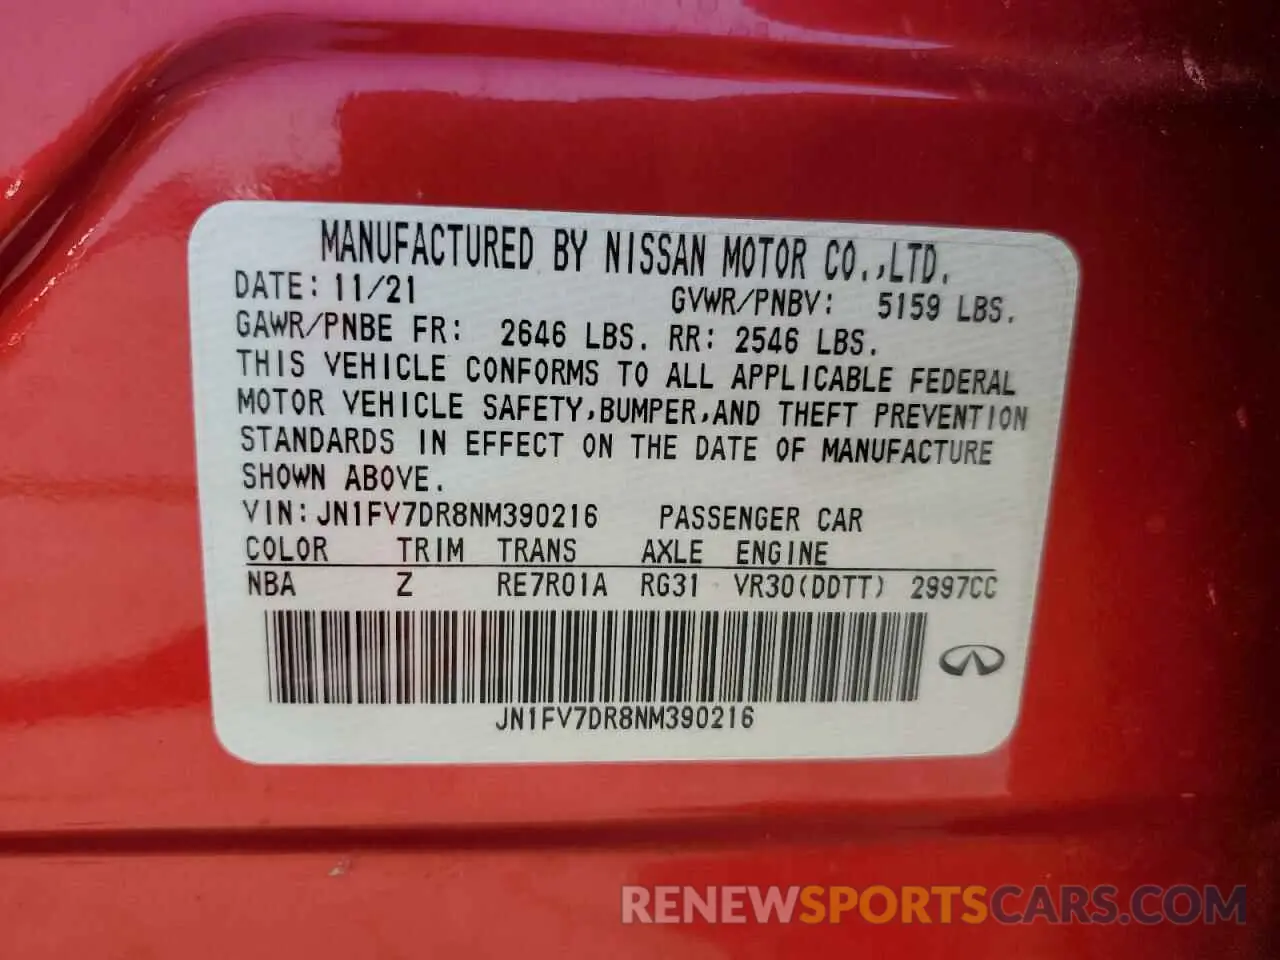 MANUFACTURED BY NISSAN MOTOR CO.,LTD.
DATE: 11/21 GVWR/PNBV: 5159 LBS.
GAWR/PNBE FR: 2646 LBS. RR: 2546 LBS.
THIS VEHICLE CONFORMS TO ALL APPLICABLE FEDERAL
MOTOR VEHICLE SAFETY,BUMPER,AND THEFT PREVENTION
STANDARDS IN EFFECT ON THE DATE OF MANUFACTURE
SHOWN ABOVE.
VIN:JN1FV7DR8NM390216 PASSENGER CAR
COLOR TRIM TRANS AXLE ENGINE
NBA Z RE7R01A RG31 VR30(DDTT) 2997CC
JN1FV7DR8NM390216
RENEWSPORTSCARS.COM